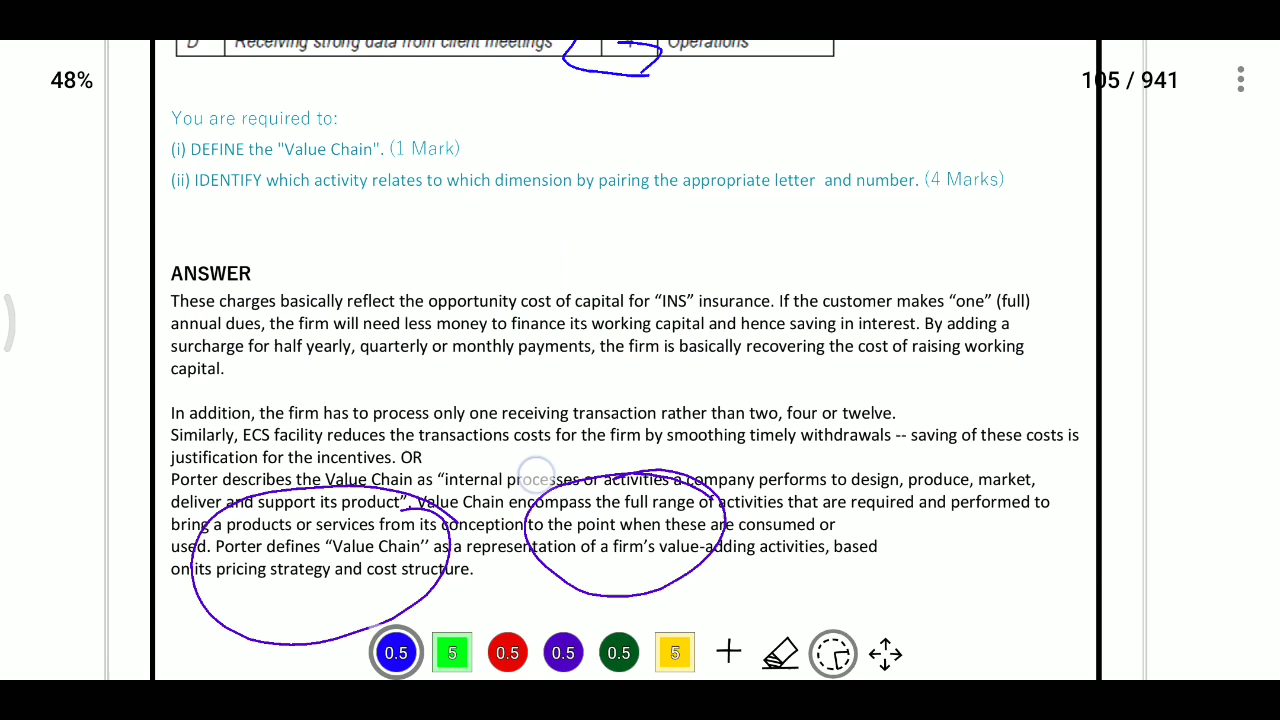 D Receiving strong data from client meetings 4 Operations
48%
105 / 941
You are required to:
(i) DEFINE the "Value Chain". (1 Mark)
(ii) IDENTIFY which activity relates to which dimension by pairing the appropriate letter and number. (4 Marks)
ANSWER
These charges basically reflect the opportunity cost of capital for “INS” insurance. If the customer makes “one” (full)
annual dues, the firm will need less money to finance its working capital and hence saving in interest. By adding a
surcharge for half yearly, quarterly or monthly payments, the firm is basically recovering the cost of raising working
capital.
In addition, the firm has to process only one receiving transaction rather than two, four or twelve.
Similarly, ECS facility reduces the transactions costs for the firm by smoothing timely withdrawals -- saving of these costs is
justification for the incentives. OR
Porter describes the Value Chain as “internal processes or activities a company performs to design, produce, market,
deliver and support its product”. Value Chain encompass the full range of activities that are required and performed to
bring a products or services from its conception to the point when these are consumed or
used. Porter defines “Value Chain’’ as a representation of a firm’s value-adding activities, based
on its pricing strategy and cost structure.
0.5 5 0.5 0.5 0.5 5